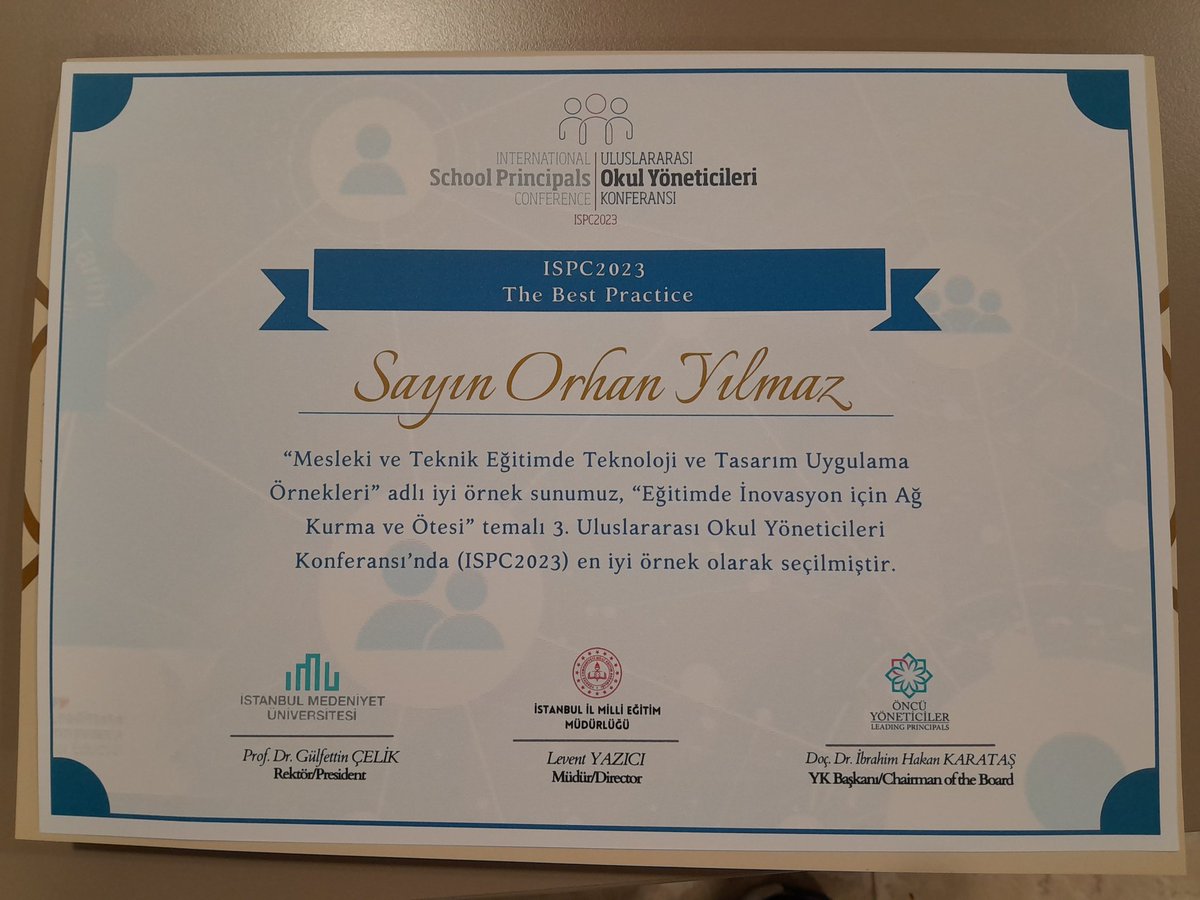 INTERNATIONAL
School Principals
CONFERENCE
ULUSLARARASI
Okul Yöneticileri
KONFERANSI
ISPC2023
ISPC2023
The Best Practice
Sayın Orhan Yılmaz
“Mesleki ve Teknik Eğitimde Teknoloji ve Tasarım Uygulama
Örnekleri” adlı iyi örnek sunumuz, “Eğitimde İnovasyon için Ağ
Kurma ve Ötesi” temalı 3. Uluslararası Okul Yöneticileri
Konferansı’nda (ISPC2023) en iyi örnek olarak seçilmiştir.
İSTANBUL MEDENİYET
ÜNİVERSİTESİ
Prof. Dr. Gülfettin ÇELİK
Rektör/President
İSTANBUL İL MİLLİ EĞİTİM
MÜDÜRLÜĞÜ
Levent YAZICI
Müdür/Director
ÖNCÜ
YÖNETİCİLER
LEADING PRINCIPALS
Doç. Dr. İbrahim Hakan KARATAŞ
YK Başkanı/Chairman of the Board